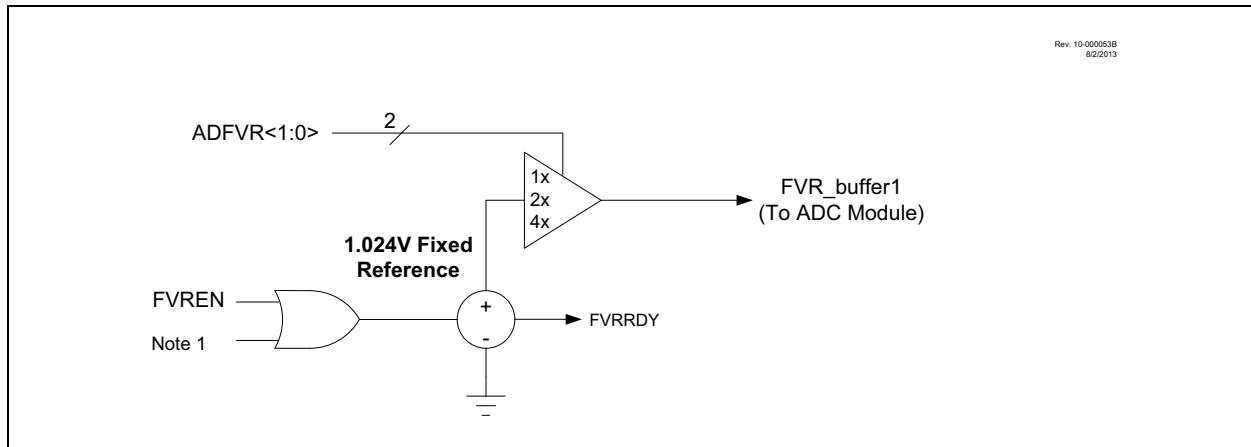 Rev. 10-000053B
8/2/2013
ADFVR<1:0>
2
1x
2x
4x
FVR_buffer1
(To ADC Module)
1.024V Fixed
Reference
FVREN
Note 1
+
-
FVRRDY